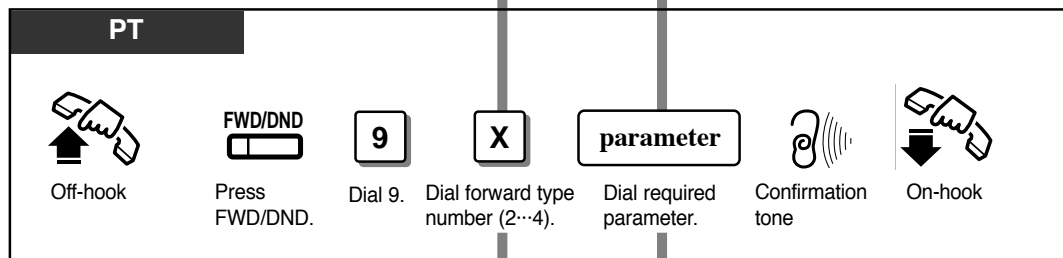 PT
FWD/DND
9
X
parameter
Off-hook
Press
FWD/DND.
Dial 9.
Dial forward type
number (2···4).
Dial required
parameter.
Confirmation
tone
On-hook